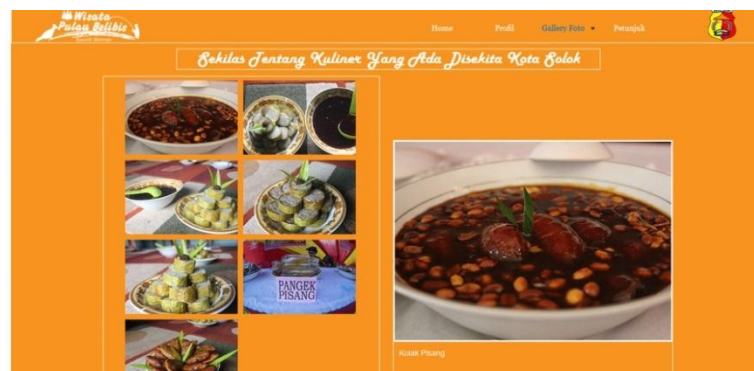 Wisata
Pulau Belibis
Home Profil Gallery Foto Petunjuk
Sekilas Tentang Kuliner Yang Ada Disekita Kota Solok
PANGEK
PISANG
Kolak Pisang